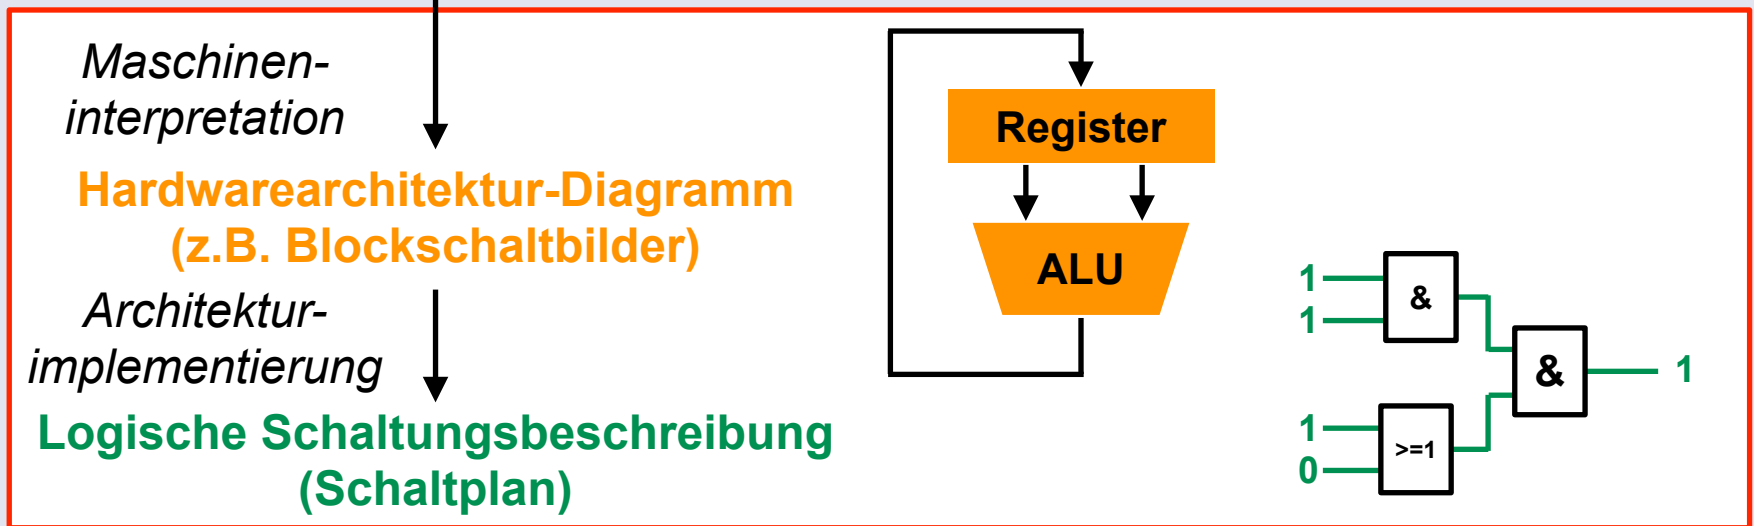 Maschinen-
interpretation
Hardwarearchitektur-Diagramm
(z.B. Blockschaltbilder)
Architektur-
implementierung
Logische Schaltungsbeschreibung
(Schaltplan)
Register
ALU
1
1
&
&
1
1
0
>=1